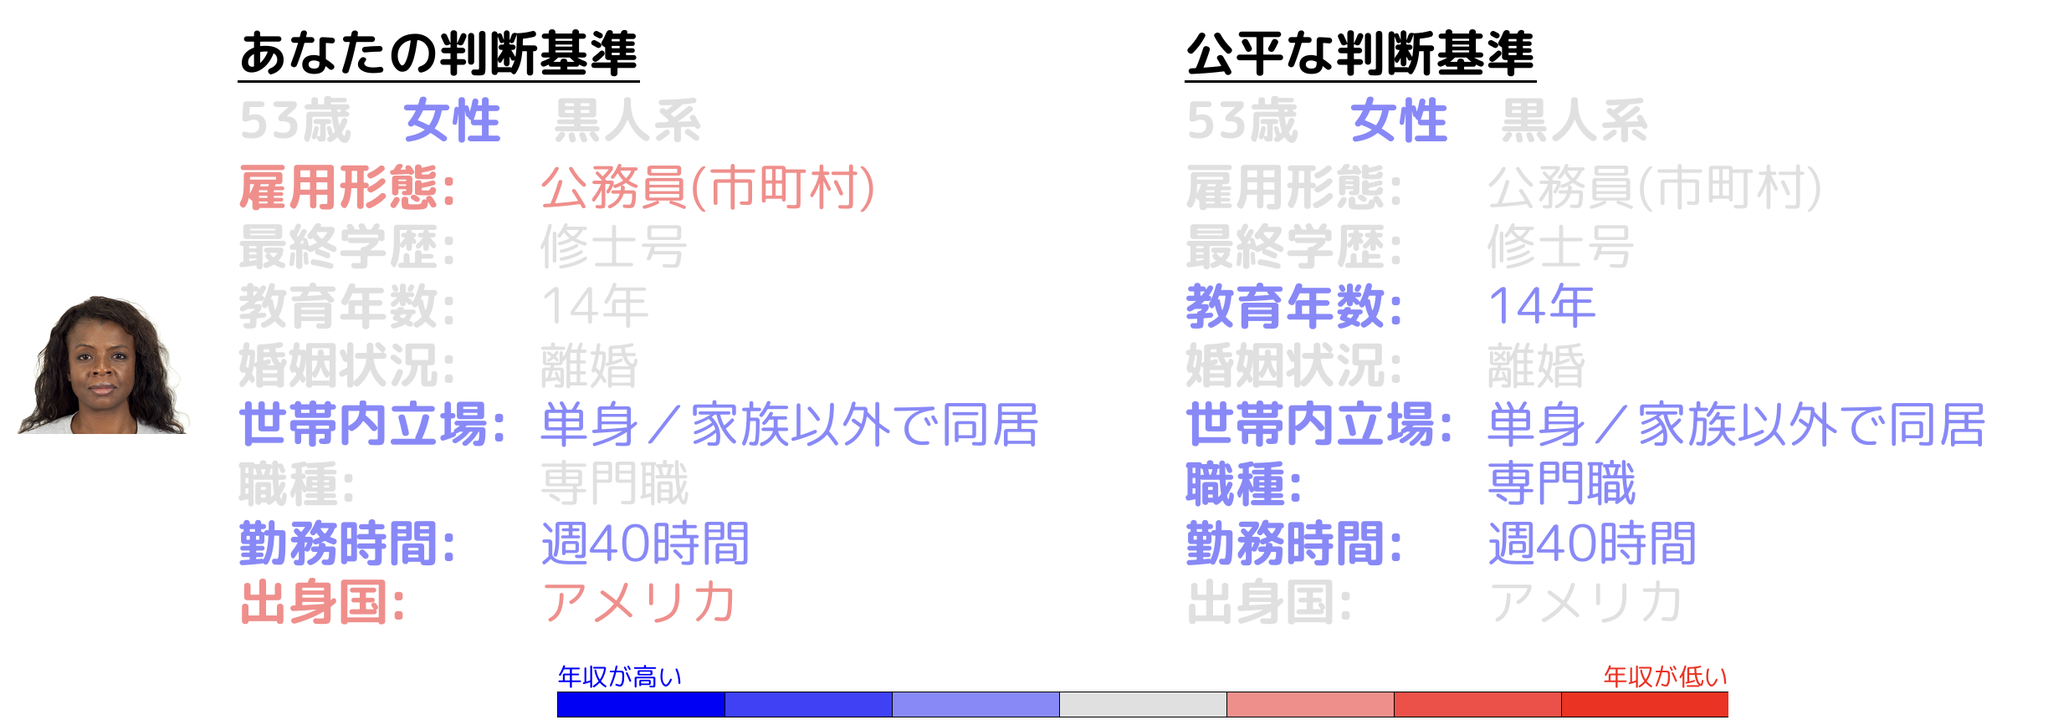 あなたの判断基準
53歳 女性 黒人系
雇用形態: 公務員(市町村)
最終学歴: 修士号
教育年数: 14年
婚姻状況: 離婚
世帯内立場: 単身／家族以外で同居
職種: 専門職
勤務時間: 週40時間
出身国: アメリカ
公平な判断基準
53歳 女性 黒人系
雇用形態: 公務員(市町村)
最終学歴: 修士号
教育年数: 14年
婚姻状況: 離婚
世帯内立場: 単身／家族以外で同居
職種: 専門職
勤務時間: 週40時間
出身国: アメリカ
年収が高い
年収が低い